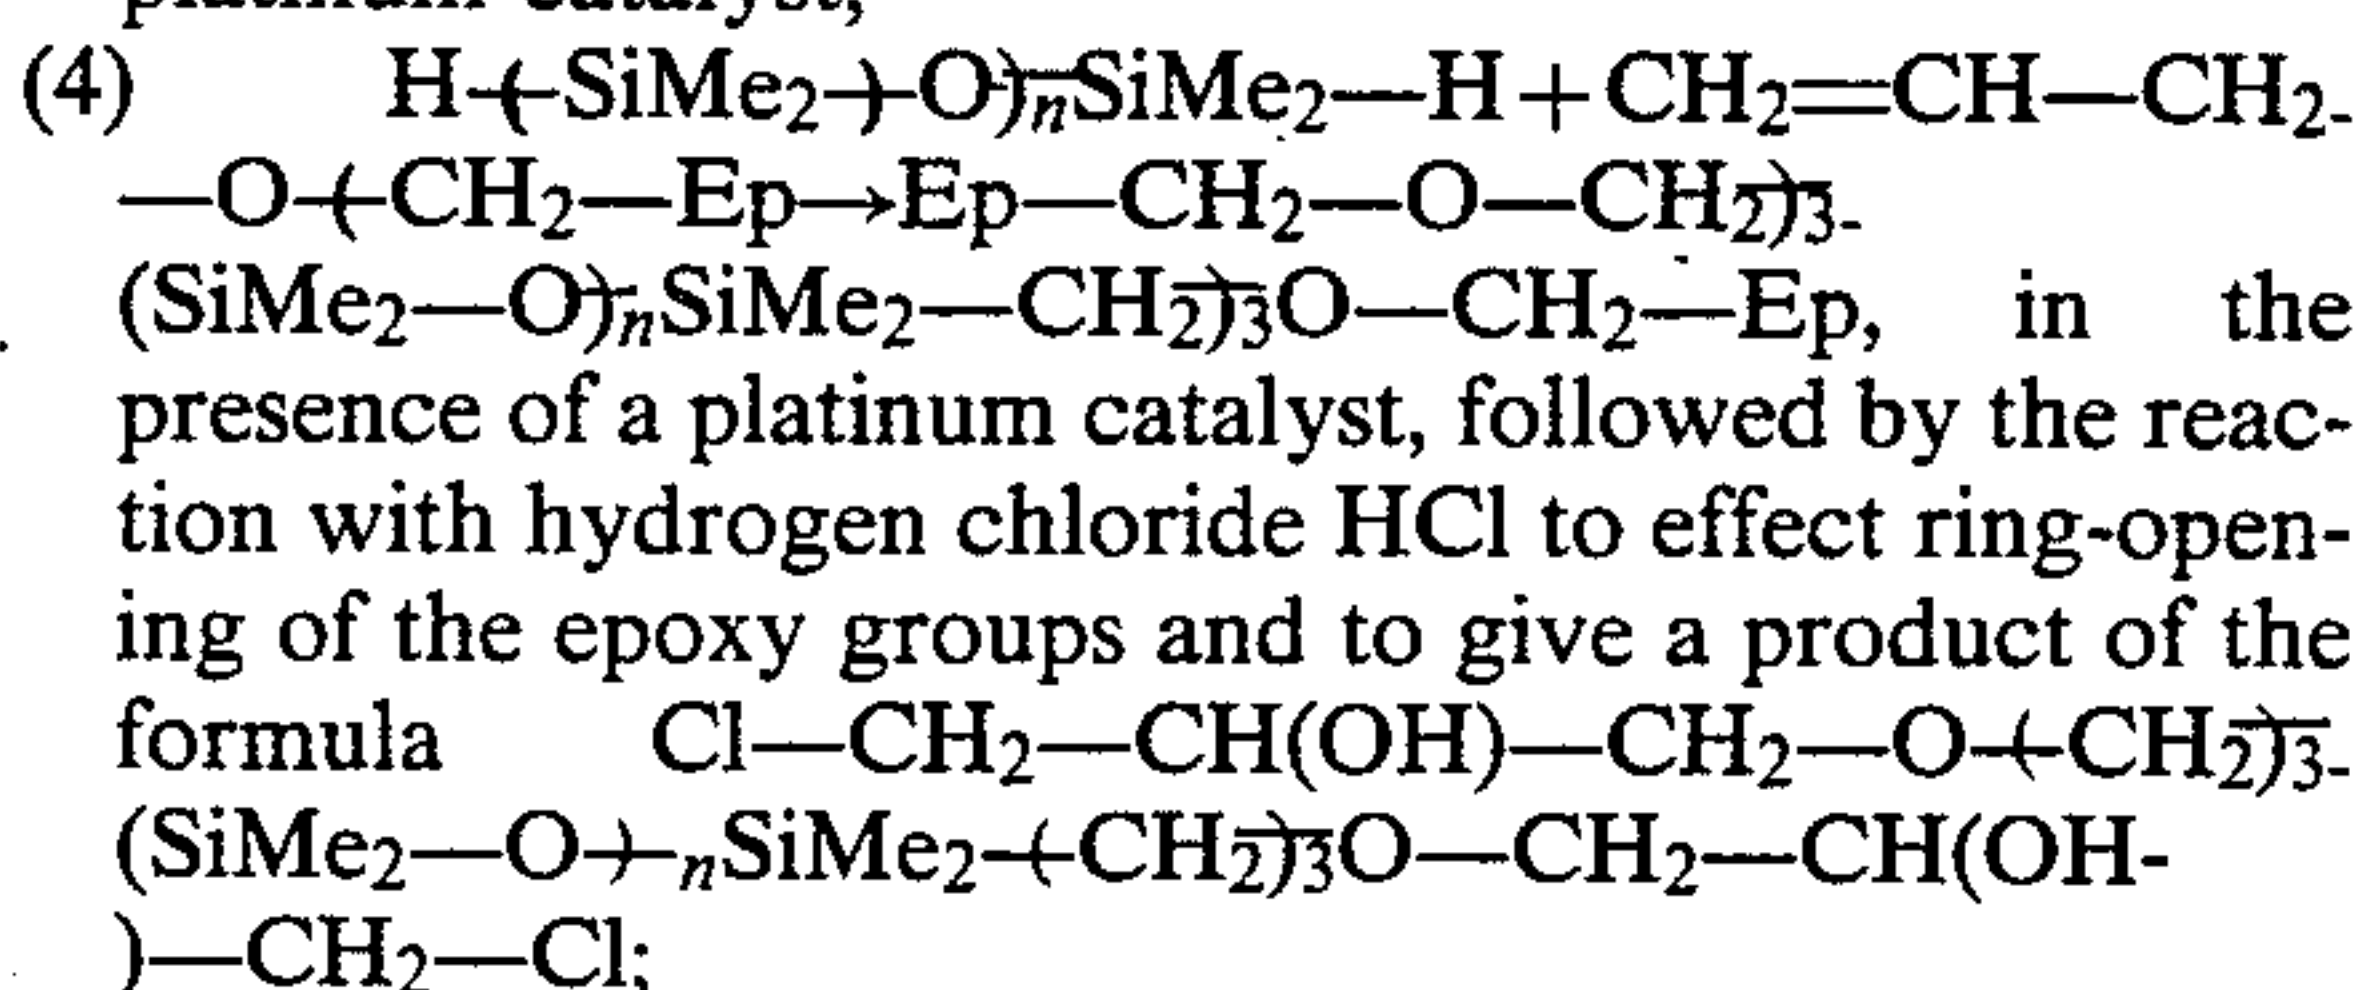 platinum catalyst,
(4) H-(-SiMe₂-)-O)ₙSiMe₂—H+CH₂=CH—CH₂-
—O-(-CH₂—Ep→Ep—CH₂—O—CH₂)₃-
(SiMe₂—O)ₙSiMe₂—CH₂)₃O—CH₂—Ep, in the
presence of a platinum catalyst, followed by the reac-
tion with hydrogen chloride HCl to effect ring-open-
ing of the epoxy groups and to give a product of the
formula Cl—CH₂—CH(OH)—CH₂—O-(-CH₂)₃-
(SiMe₂—O-)-ₙSiMe₂-(-CH₂)₃O—CH₂—CH(OH-
)—CH₂—Cl;